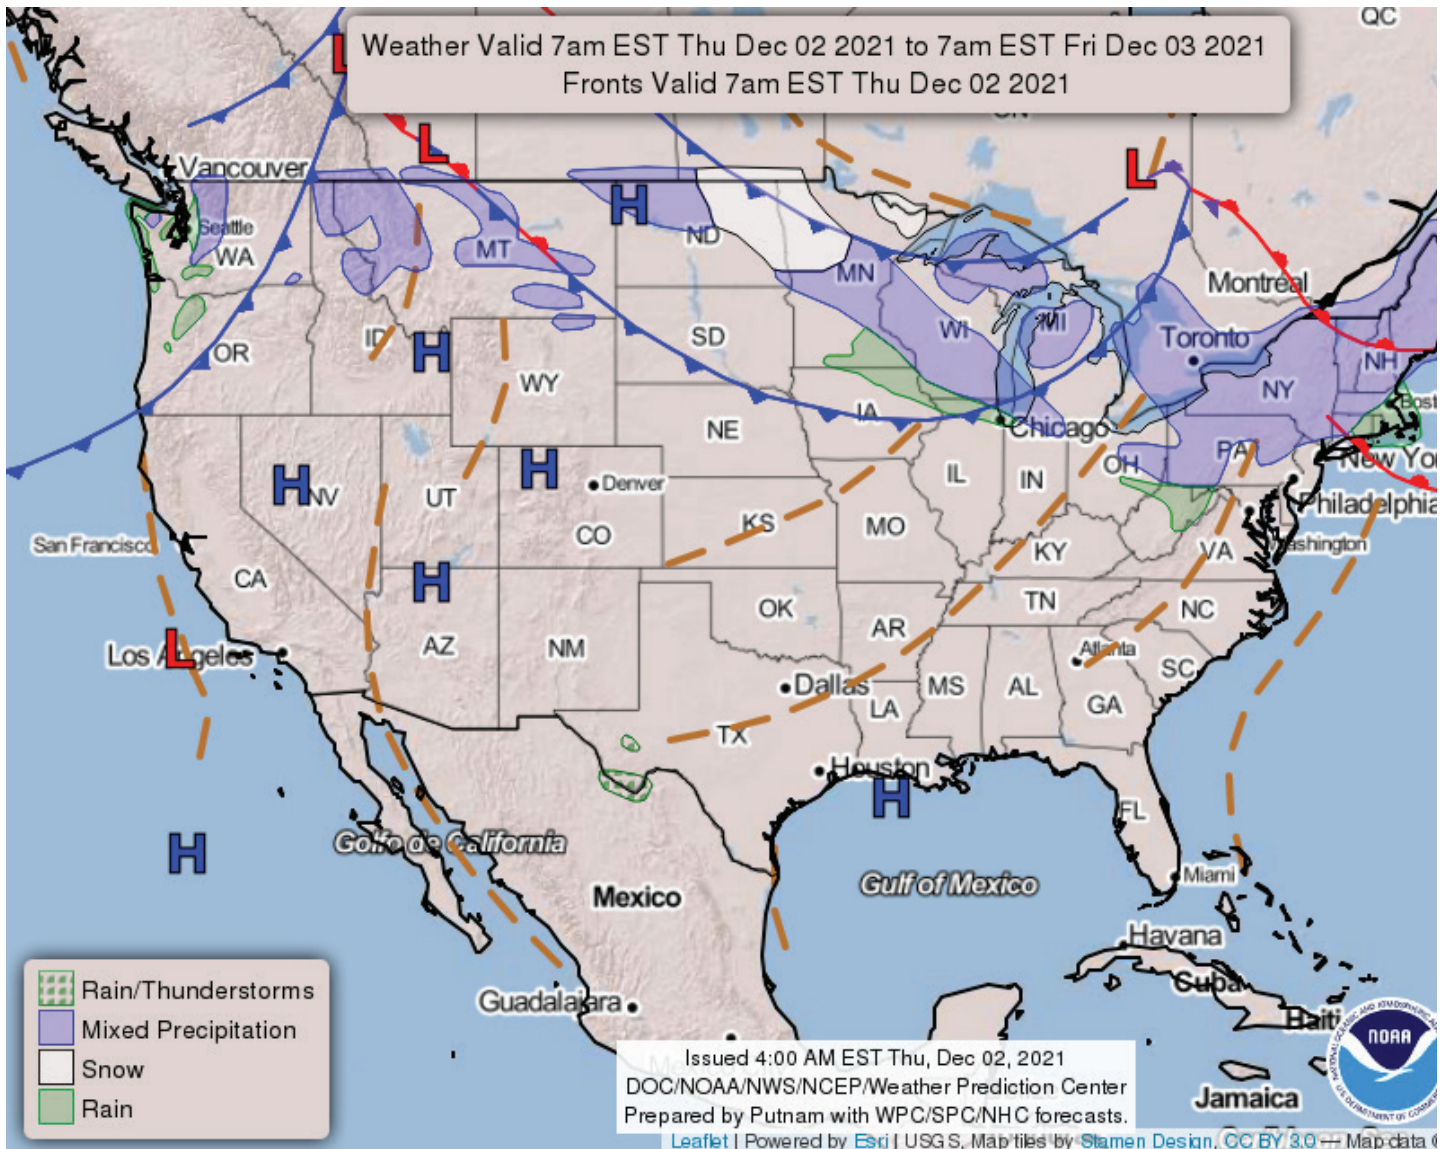 QC
Weather Valid 7am EST Thu Dec 02 2021 to 7am EST Fri Dec 03 2021
Fronts Valid 7am EST Thu Dec 02 2021
L
L
L
Vancouver
H
Seattle
WA
MT
ND
MN
Montréal
OR
ID
H
WY
SD
WI
MI
Toronto
NH
NY
NE
IA
Chicago
H
NV
UT
H
Denver
IL
IN
OH
PA
New Yo
Philadelphia
San Francisco
CO
KS
MO
KY
VA
CA
H
OK
TN
NC
L
Los Angeles
AZ
NM
AR
Atlanta
SC
Dallas
MS
AL
LA
GA
TX
Houston
H
FL
H
Golfo de California
Mexico
Gulf of Mexico
Miami
Havana
Cuba
Haiti
Guadalajara
NOAA
Jamaica
Rain/Thunderstorms
Mixed Precipitation
Snow
Rain
Issued 4:00 AM EST Thu, Dec 02, 2021
DOC/NOAA/NWS/NCEP/Weather Prediction Center
Prepared by Putnam with WPC/SPC/NHC forecasts.
Leaflet | Powered by Esri | USGS, Map tiles by Stamen Design, CC BY 3.0 — Map data ©